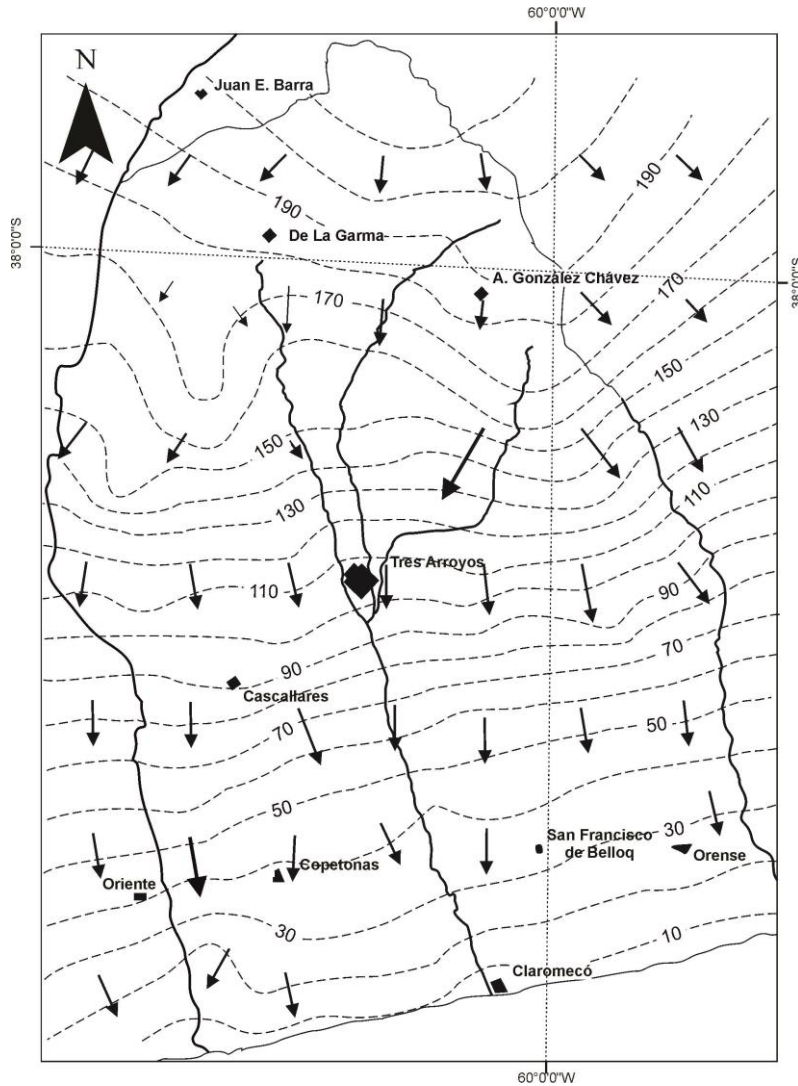 60°0'0"W
N
Juan E. Barra
190
190
38°0'0"S
De La Garma
A. González Chávez
38°0'0"S
170
170
150
150
130
130
110
Tres Arroyos
110
90
90
70
Cascallares
70
50
50
30
San Francisco
de Belloq
Orense
Copetonas
Oriente
30
10
Claromecó
60°0'0"W